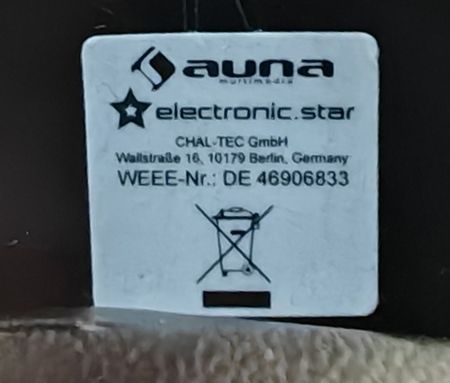 auna
multimedia
electronic.star
CHAL-TEC GmbH
Wallstraße 16, 10179 Berlin, Germany
WEEE-Nr.: DE 46906833